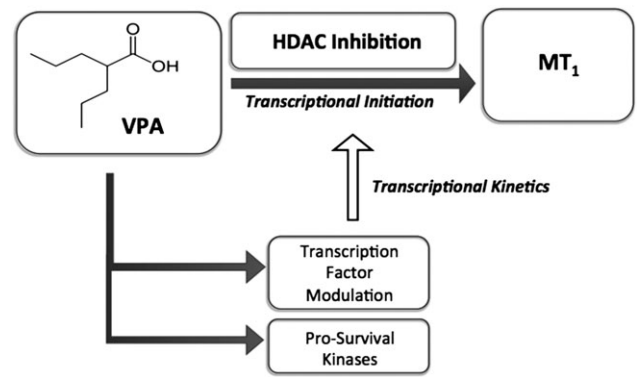 O
OH
VPA
HDAC Inhibition
Transcriptional Initiation
MT1
Transcriptional Kinetics
Transcription
Factor
Modulation
Pro-Survival
Kinases